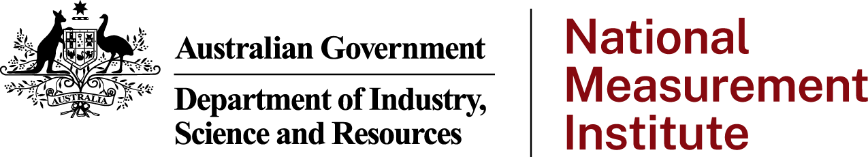 AUSTRALIA
Australian Government
Department of Industry,
Science and Resources
National
Measurement
Institute